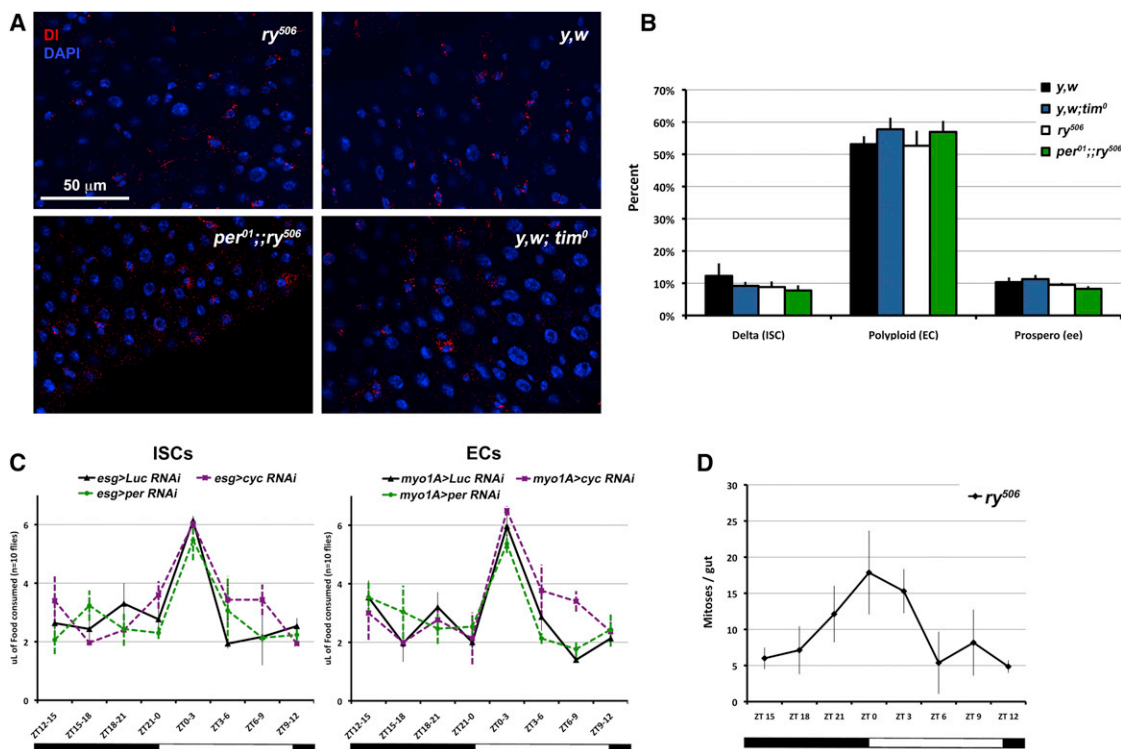 A
Dl
DAPI
ry506
y,w
50 µm
per01;;ry506
y,w; tim0
B
y,w
y,w;tim0
ry506
per01;;ry506
Percent
70%
60%
50%
40%
30%
20%
10%
0%
Delta (ISC)
Polyploid (EC)
Prospero (ee)
C
ISCs
esg>Luc RNAi
esg>cyc RNAi
esg>per RNAi
uL of Food consumed (n=10 flies)
6
4
2
0
ZT12-15
ZT15-18
ZT18-21
ZT21-0
ZT0-3
ZT3-6
ZT6-9
ZT9-12
ECs
myo1A>Luc RNAi
myo1A>cyc RNAi
myo1A>per RNAi
uL of Food consumed (n=10 flies)
6
4
2
0
ZT12-15
ZT15-18
ZT18-21
ZT21-0
ZT0-3
ZT3-6
ZT6-9
ZT9-12
D
ry506
Mitoses / gut
30
25
20
15
10
5
0
ZT 15
ZT 18
ZT 21
ZT 0
ZT 3
ZT 6
ZT 9
ZT 12